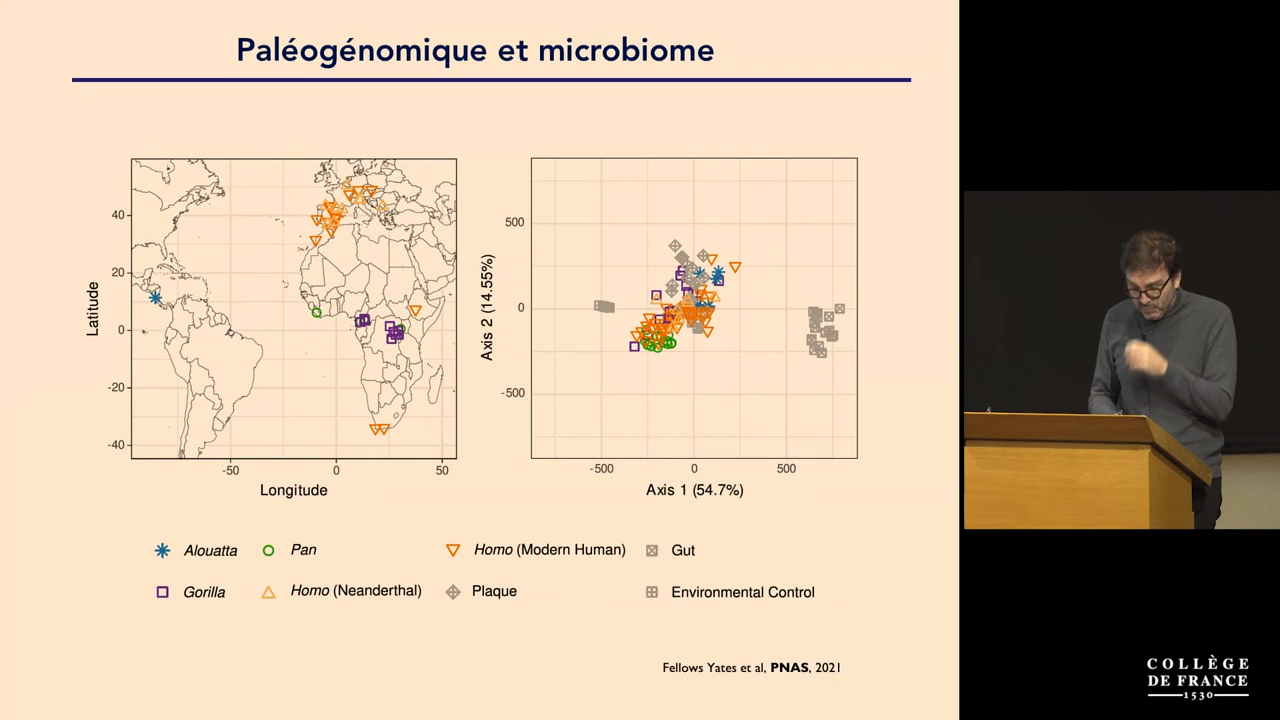 Paléogénomique et microbiome
Latitude
40
20
0
-20
-40
-50
0
50
Longitude
Axis 2 (14.55%)
500
0
-500
-500
0
500
Axis 1 (54.7%)
Alouatta
Pan
Homo (Modern Human)
Gut
Gorilla
Homo (Neanderthal)
Plaque
Environmental Control
Fellows Yates et al, PNAS, 2021
COLLÈGE
DE FRANCE
1530